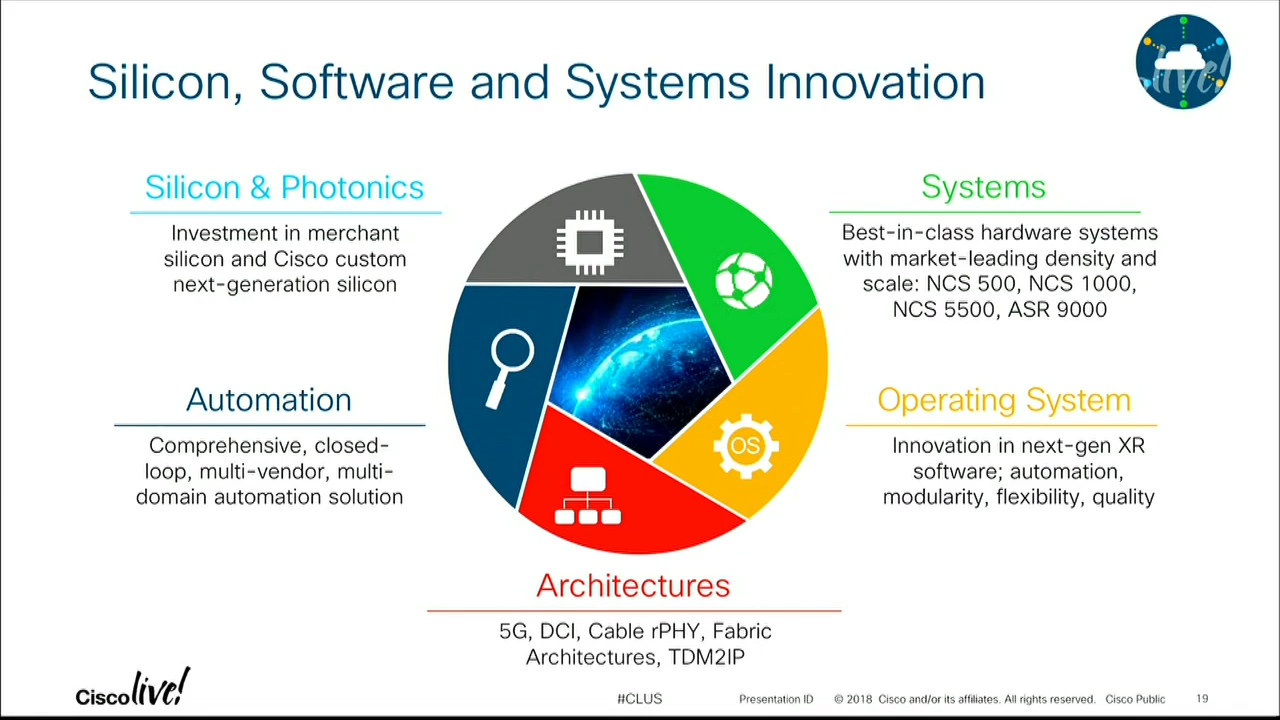 Silicon, Software and Systems Innovation
live!
Silicon & Photonics
Investment in merchant
silicon and Cisco custom
next-generation silicon
Systems
Best-in-class hardware systems
with market-leading density and
scale: NCS 500, NCS 1000,
NCS 5500, ASR 9000
Automation
Comprehensive, closed-
loop, multi-vendor, multi-
domain automation solution
Operating System
Innovation in next-gen XR
software; automation,
modularity, flexibility, quality
OS
Architectures
5G, DCI, Cable rPHY, Fabric
Architectures, TDM2IP
Cisco live!
#CLUS
Presentation ID
© 2018 Cisco and/or its affiliates. All rights reserved. Cisco Public
19